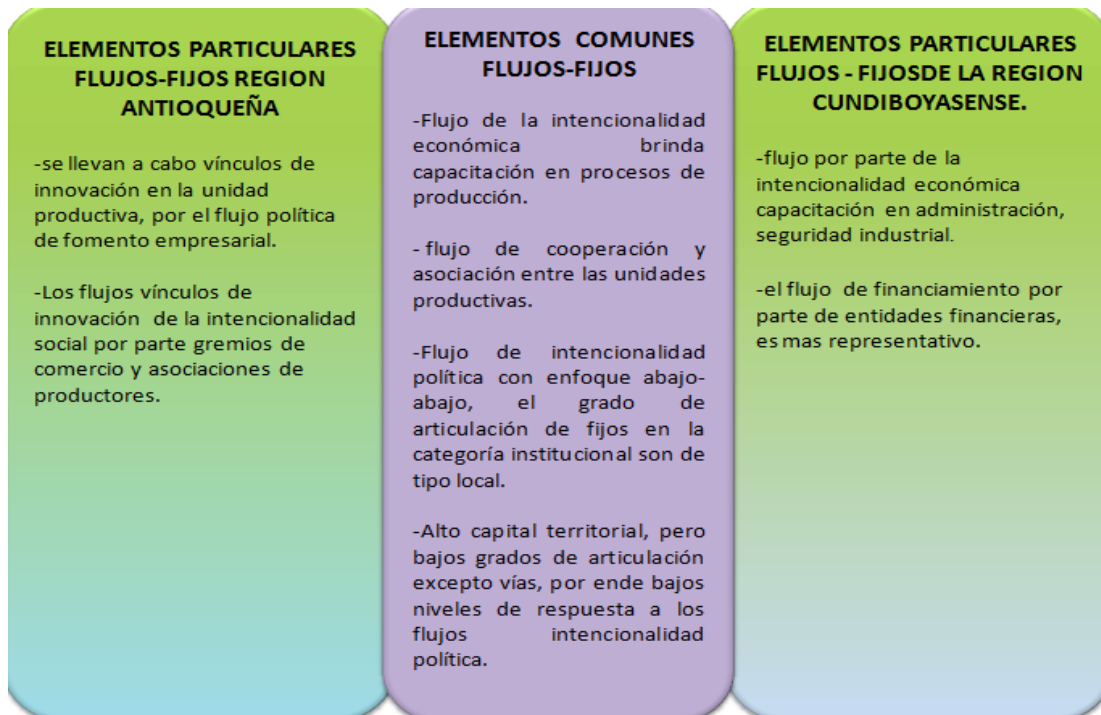 ELEMENTOS PARTICULARES
FLUJOS-FIJOS REGION
ANTIOQUEÑA
-se llevan a cabo vínculos de
innovación en la unidad
productiva, por el flujo política
de fomento empresarial.
-Los flujos vínculos de
innovación de la intencionalidad
social por parte gremios de
comercio y asociaciones de
productores.
ELEMENTOS COMUNES
FLUJOS-FIJOS
-Flujo de la intencionalidad
económica brinda
capacitación en procesos de
producción.
- flujo de cooperación y
asociación entre las unidades
productivas.
-Flujo de intencionalidad
política con enfoque abajo-
abajo, el grado de
articulación de fijos en la
categoría institucional son de
tipo local.
-Alto capital territorial, pero
bajos grados de articulación
excepto vías, por ende bajos
niveles de respuesta a los
flujos intencionalidad
política.
ELEMENTOS PARTICULARES
FLUJOS - FIJOSDE LA REGION
CUNDIBOYASENSE.
-flujo por parte de la
intencionalidad económica
capacitación en administración,
seguridad industrial.
-el flujo de financiamiento por
parte de entidades financieras,
es mas representativo.